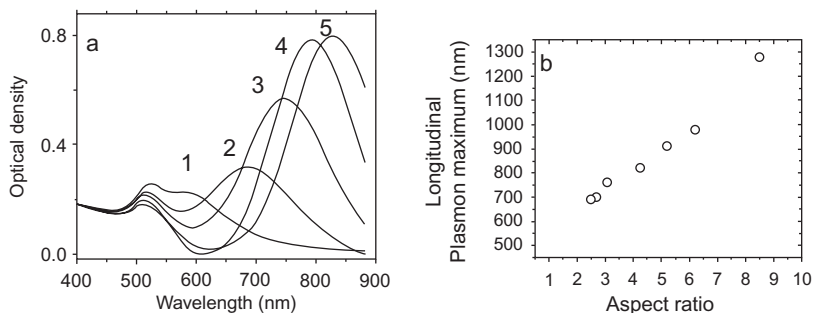 a
0.8
0.4
0.0
Optical density
1
2
3
4
5
400 500 600 700 800 900
Wavelength (nm)
b
1300
1200
1100
1000
900
800
700
600
500
Longitudinal
Plasmon maximum (nm)
1 2 3 4 5 6 7 8 9 10
Aspect ratio